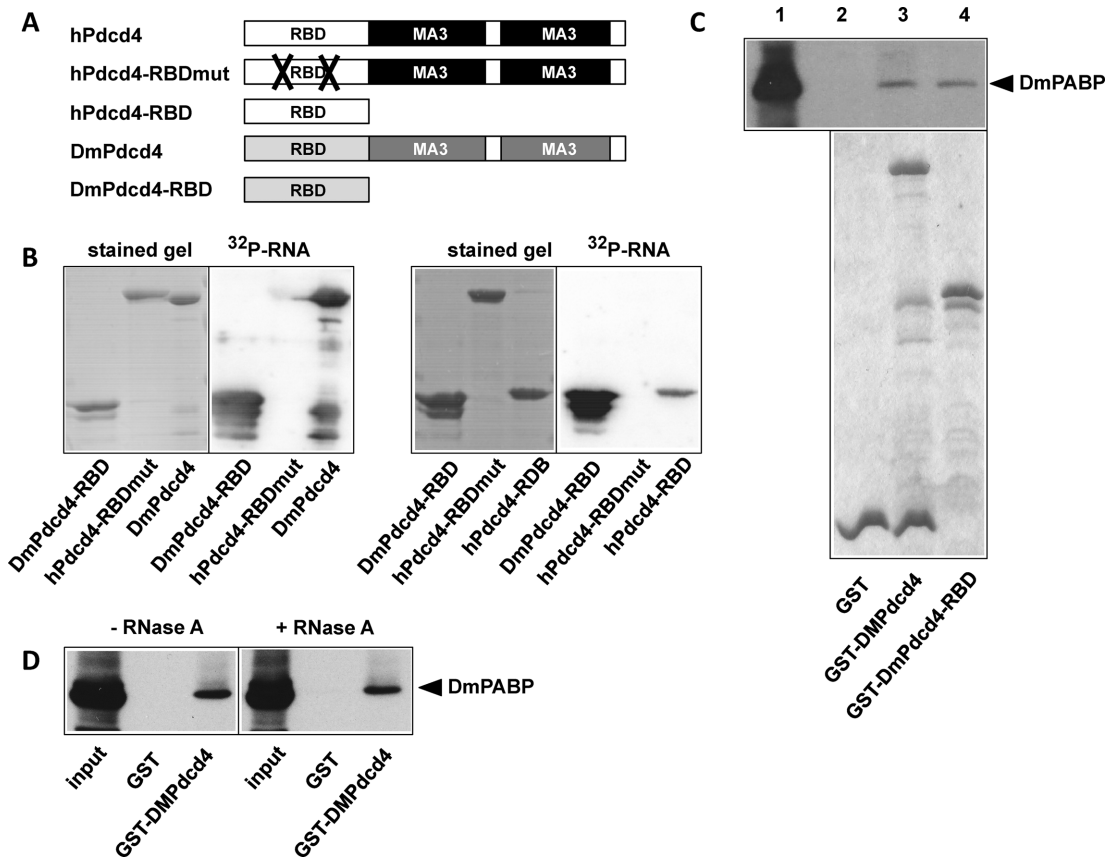 A
hPdcd4 RBD MA3 MA3
hPdcd4-RBDmut RBD MA3 MA3
hPdcd4-RBD RBD
DmPdcd4 RBD MA3 MA3
DmPdcd4-RBD RBD
B
stained gel 32P-RNA
DmPdcd4-RBD hPdcd4-RBDmut DmPdcd4 DmPdcd4-RBD hPdcd4-RBDmut DmPdcd4
stained gel 32P-RNA
DmPdcd4-RBD hPdcd4-RBDmut hPdcd4-RDB DmPdcd4-RBD hPdcd4-RBDmut hPdcd4-RBD
C
1 2 3 4
DmPABP
GST GST-DMPdcd4 GST-DmPdcd4-RBD
D
- RNase A + RNase A
DmPABP
input GST GST-DMPdcd4 input GST GST-DMPdcd4